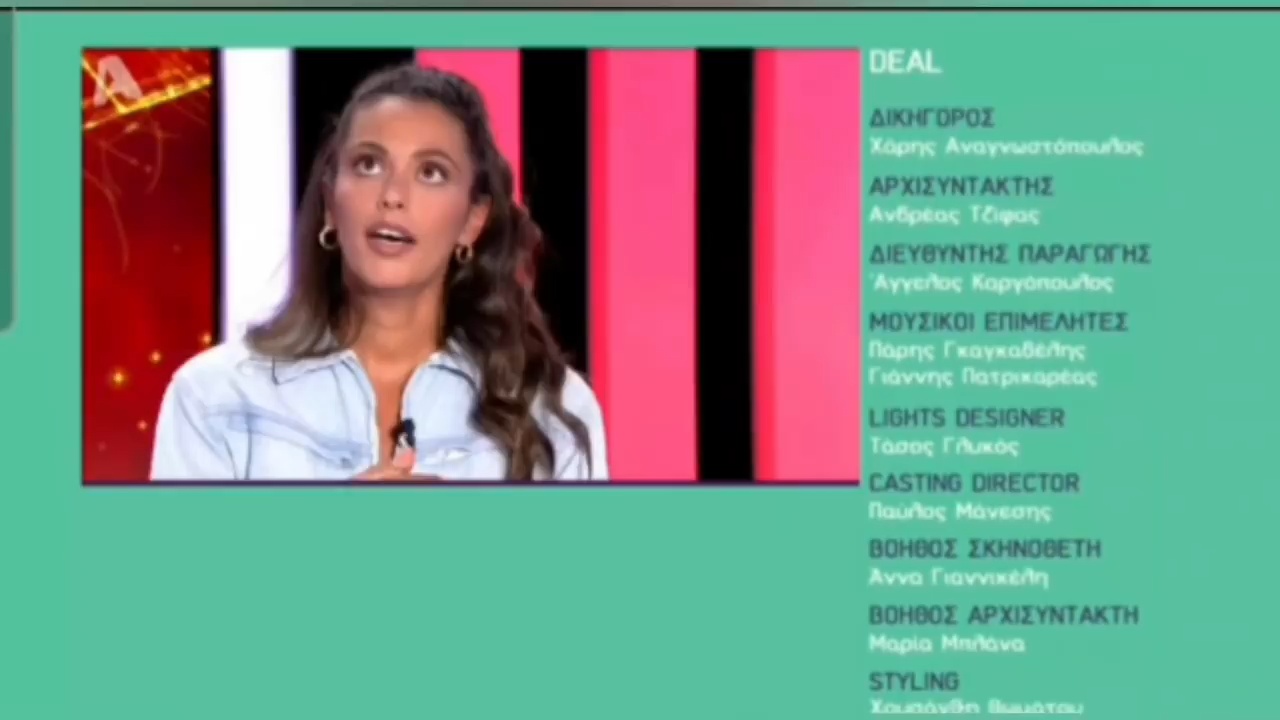 A
DEAL
ΔΙΚΗΓΟΡΟΣ
Χάρης Αναγνωστόπουλος
ΑΡΧΙΣΥΝΤΑΚΤΗΣ
Ανδρέας Τζίφας
ΔΙΕΥΘΥΝΤΗΣ ΠΑΡΑΓΩΓΗΣ
Άγγελος Καργόπουλος
ΜΟΥΣΙΚΟΙ ΕΠΙΜΕΛΗΤΕΣ
Πάρης Γκαγκαβέλης
Γιάννης Πατρικαρέας
LIGHTS DESIGNER
Τάσος Γλυκός
CASTING DIRECTOR
Παύλος Μάνεσης
ΒΟΗΘΟΣ ΣΚΗΝΟΘΕΤΗ
Άννα Γιαννικέλη
ΒΟΗΘΟΣ ΑΡΧΙΣΥΝΤΑΚΤΗ
Μαρία Μπλάνα
STYLING